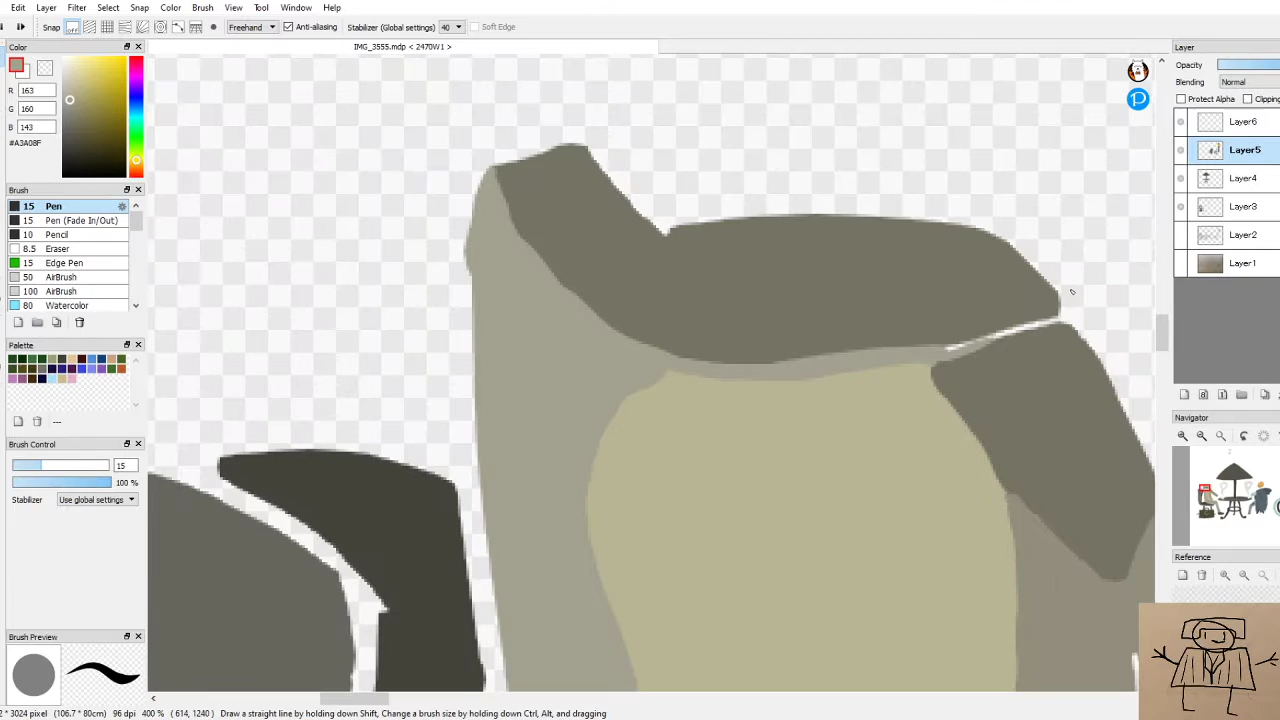 Edit Layer Filter Select Snap Color Brush View Tool Window Help
Snap off Freehand Anti-aliasing Stabilizer (Global settings) 40 Soft Edge
Color
IMG_3555.mdp < 2470W1 >
R 163
G 160
B 143
#A3A08F
Brush
15 Pen
15 Pen (Fade In/Out)
10 Pencil
8.5 Eraser
15 Edge Pen
50 AirBrush
100 AirBrush
80 Watercolor
Palette
---
Brush Control
15
100 %
Stabilizer Use global settings
Brush Preview
Layer
Opacity
Blending Normal
Protect Alpha Clipping
Layer6
Layer5
Layer4
Layer3
Layer2
Layer1
Navigator
Reference
* 3024 pixel (106.7 * 80cm) 96 dpi 400 % ( 614, 1240 ) Draw a straight line by holding down Shift, Change a brush size by holding down Ctrl, Alt, and dragging